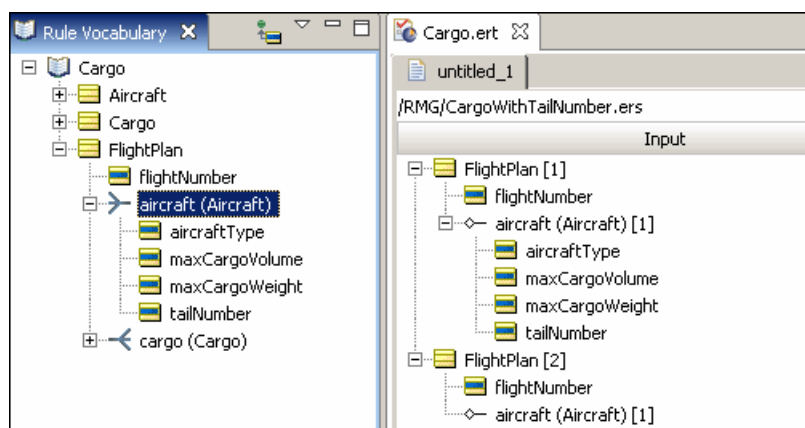 Rule Vocabulary
Cargo
Aircraft
Cargo
FlightPlan
flightNumber
aircraft (Aircraft)
aircraftType
maxCargoVolume
maxCargoWeight
tailNumber
cargo (Cargo)
Cargo.ert
untitled_1
/RMG/CargoWithTailNumber.ers
Input
FlightPlan [1]
flightNumber
aircraft (Aircraft) [1]
aircraftType
maxCargoVolume
maxCargoWeight
tailNumber
FlightPlan [2]
flightNumber
aircraft (Aircraft) [1]